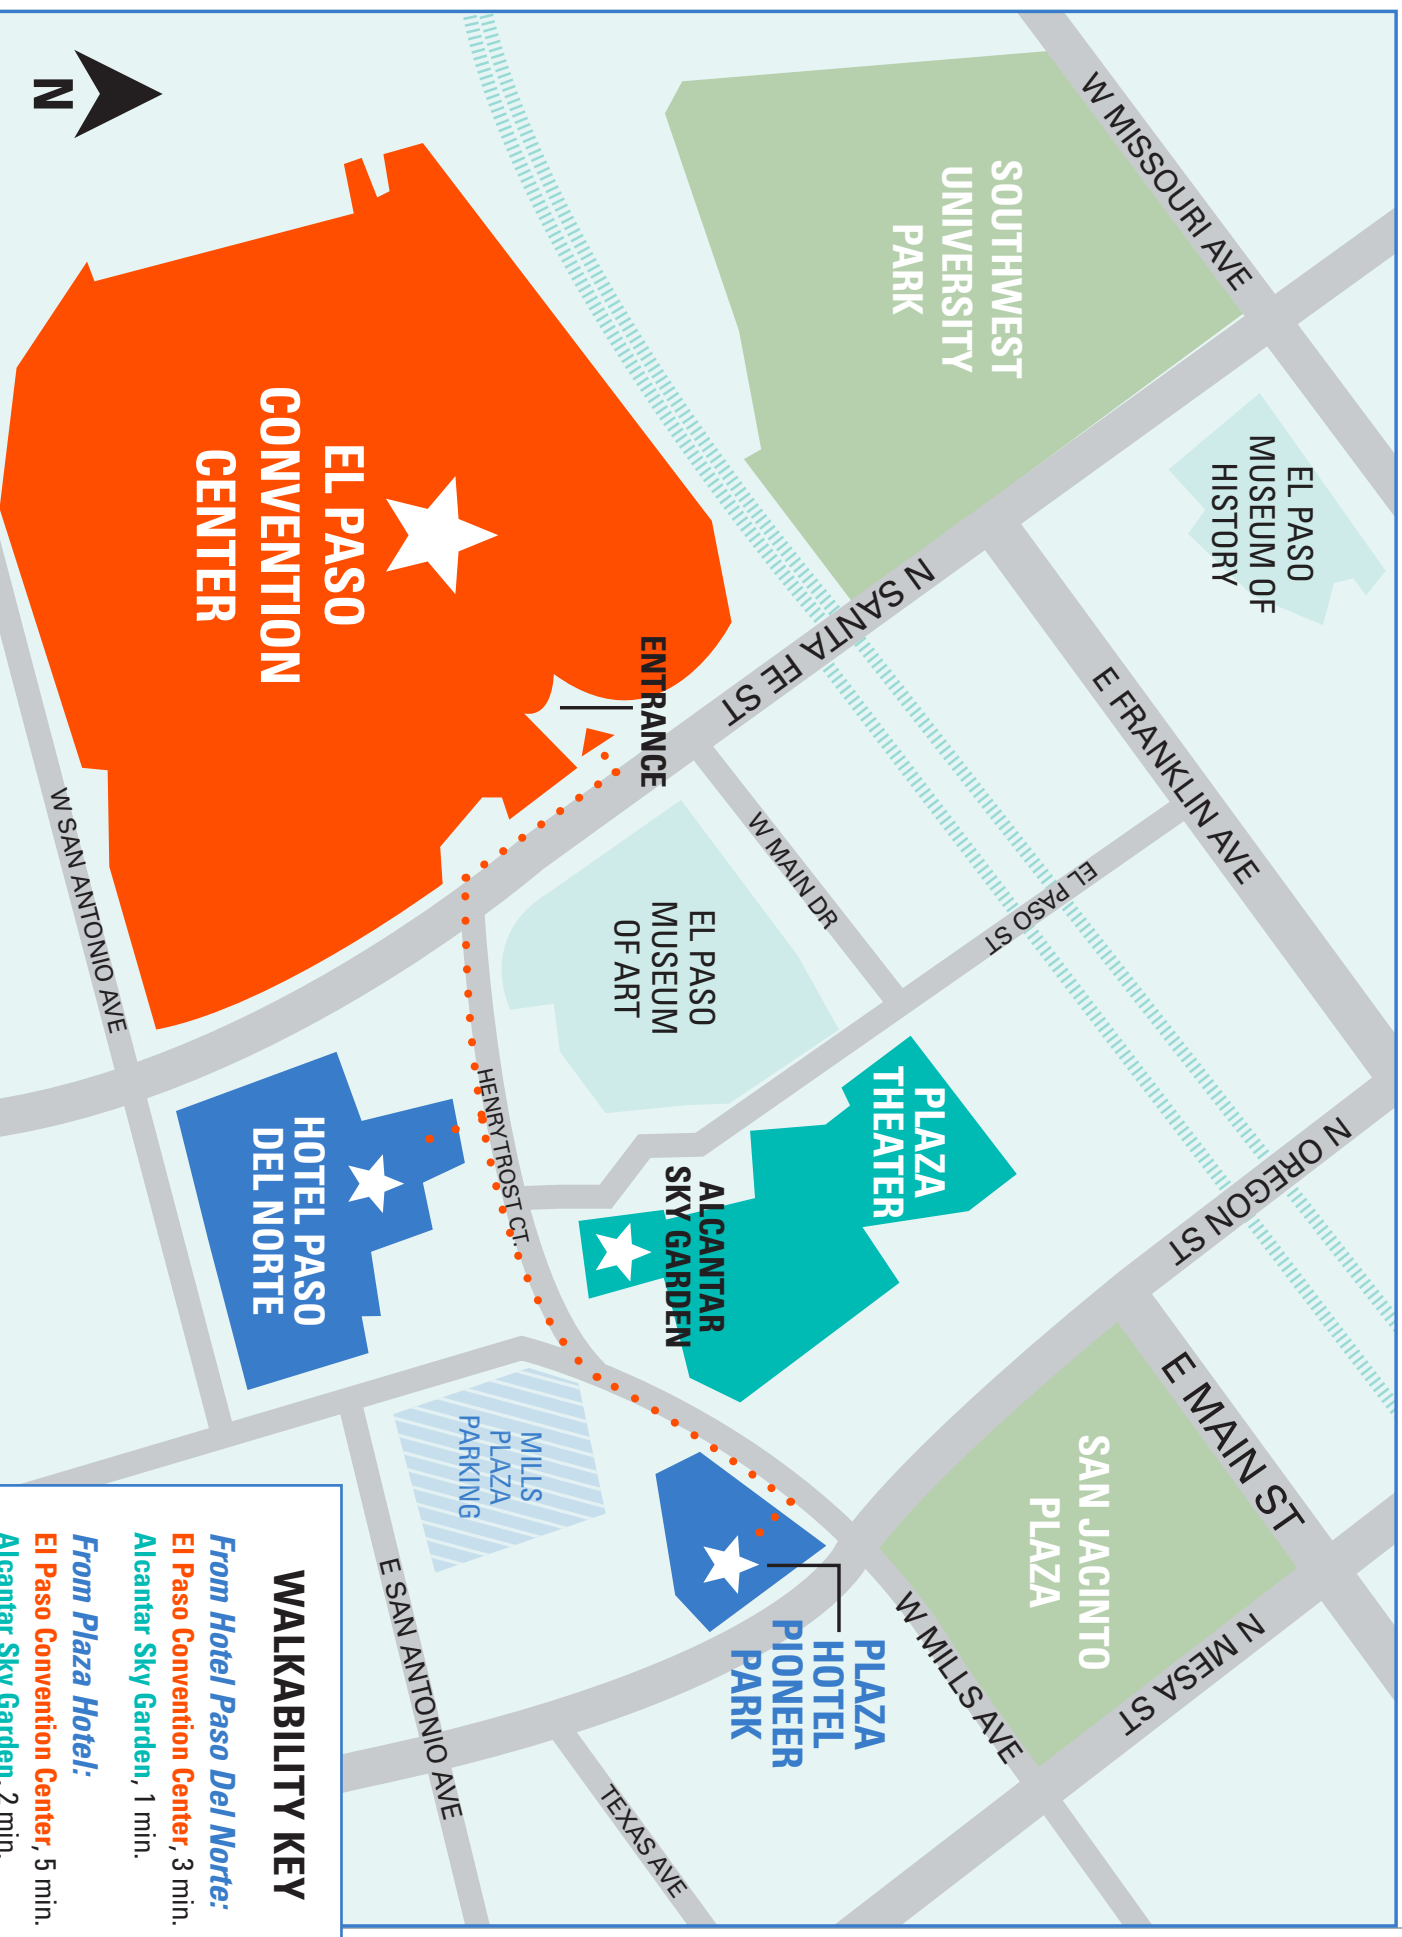 W MISSOURI AVE
SOUTHWEST
UNIVERSITY
PARK
EL PASO
MUSEUM OF
HISTORY
N SANTA FE ST
E FRANKLIN AVE
N
EL PASO
CONVENTION
CENTER
ENTRANCE
W MAIN DR
EL PASO ST
EL PASO
MUSEUM
OF ART
W SAN ANTONIO AVE
PLAZA
THEATER
N OREGON ST
HENRY TROST CT.
HOTEL PASO
DEL NORTE
ALCANTAR
SKY GARDEN
E MAIN ST
SAN JACINTO
PLAZA
MILLS
PLAZA
PARKING
PLAZA
HOTEL
PIONEER
PARK
W MILLS AVE
N MESA ST
E SAN ANTONIO AVE
TEXAS AVE
WALKABILITY KEY
From Hotel Paso Del Norte:
El Paso Convention Center, 3 min.
Alcantar Sky Garden, 1 min.
From Plaza Hotel:
El Paso Convention Center, 5 min.
Alcantar Sky Garden, 2 min.